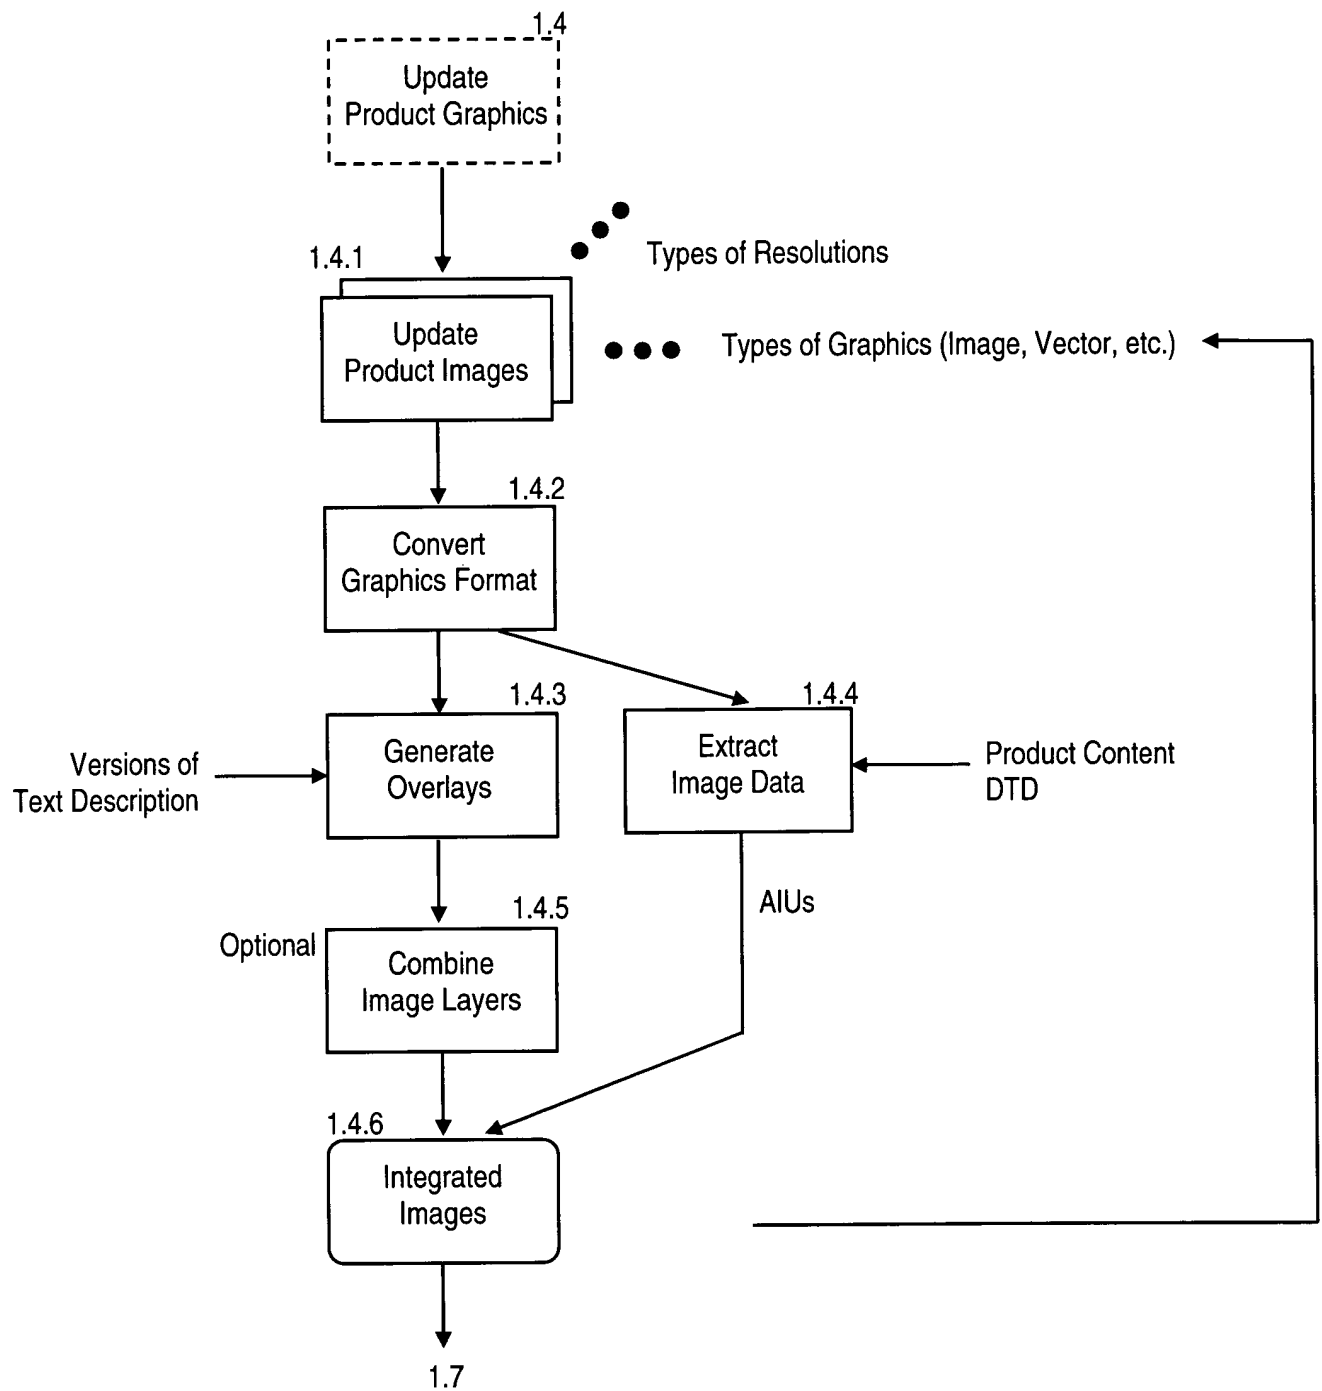 1.4
Update
Product Graphics
1.4.1
Types of Resolutions
Update
Product Images
Types of Graphics (Image, Vector, etc.)
1.4.2
Convert
Graphics Format
1.4.3
1.4.4
Generate
Overlays
Extract
Image Data
Versions of
Text Description
Product Content
DTD
AIUs
1.4.5
Optional
Combine
Image Layers
1.4.6
Integrated
Images
1.7